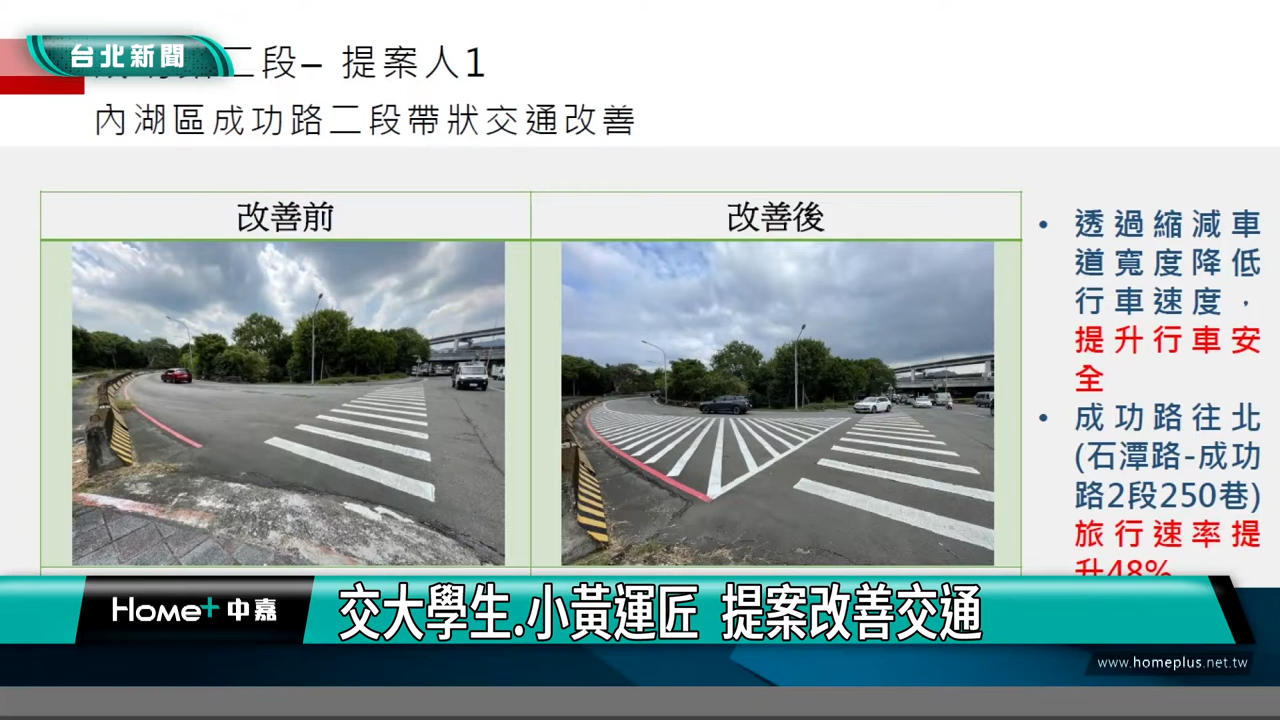 台北新聞
二段– 提案人1
內湖區成功路二段帶狀交通改善
改善前
改善後
• 透過縮減車
道寬度降低
行車速度，
提升行車安
全
• 成功路往北
(石潭路-成功
路2段250巷)
旅行速率提
升48%
Home+中嘉
交大學生.小黃運匠 提案改善交通
www.homeplus.net.tw